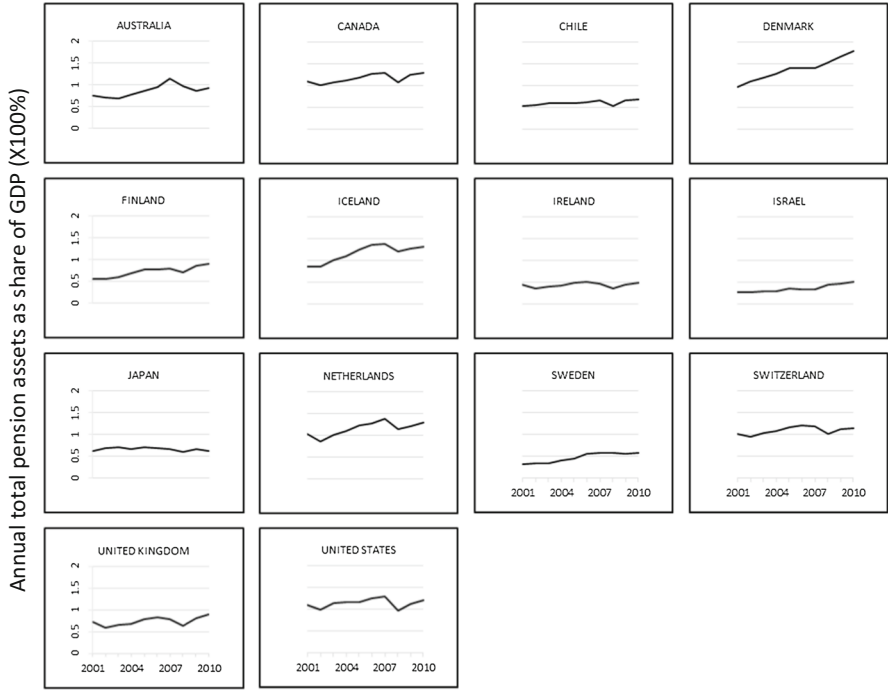 Annual total pension assets as share of GDP (X100%)
AUSTRALIA
2
1.5
1
0.5
0
CANADA
CHILE
DENMARK
FINLAND
2
1.5
1
0.5
0
ICELAND
IRELAND
ISRAEL
JAPAN
2
1.5
1
0.5
0
NETHERLANDS
SWEDEN
2001 2004 2007 2010
SWITZERLAND
2001 2004 2007 2010
UNITED KINGDOM
2
1.5
1
0.5
0
2001 2004 2007 2010
UNITED STATES
2001 2004 2007 2010